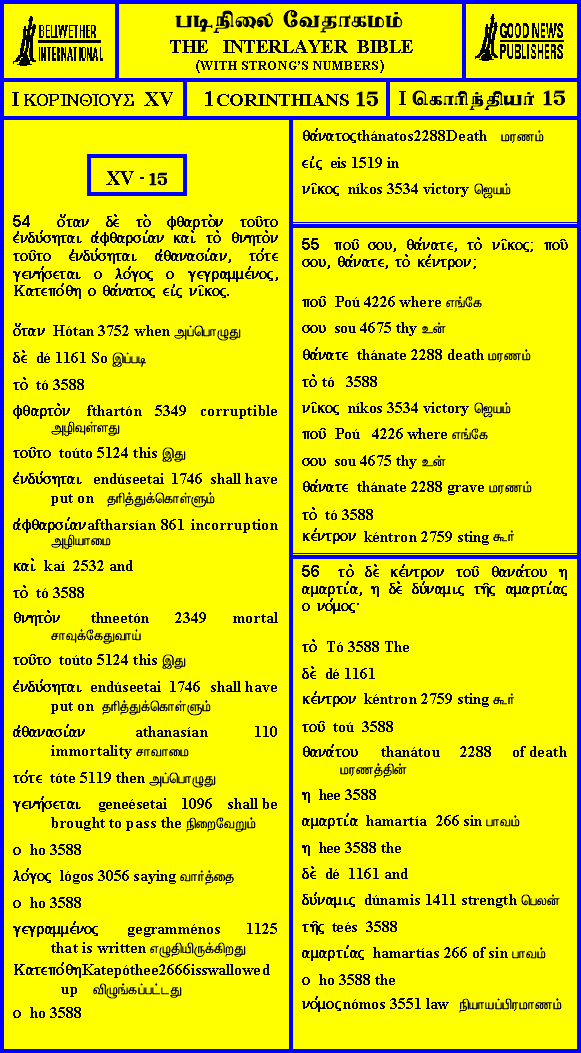 BELLWETHER
INTERNATIONAL
படிநிலை வேதாகமம்
THE INTERLAYER BIBLE
(WITH STRONG'S NUMBERS)
GOOD NEWS
PUBLISHERS
I ΚΟΡΙΝΘΙΟΥΣ XV
1 CORINTHIANS 15
I கொரிந்தியர் 15
XV - 15
54 ὅταν δὲ τὸ φθαρτὸν τοῦτο
ἐνδύσηται ἀφθαρσίαν καὶ τὸ θνητὸν
τοῦτο ἐνδύσηται ἀθανασίαν, τότε
γενήσεται ο λόγος ο γεγραμμένος,
Κατεπόθη ο θάνατος εἰς νῖκος.
ὅταν Hótan 3752 when அப்பொழுது
δὲ dé 1161 So இப்படி
τὸ tó 3588
φθαρτὸν fthartón 5349 corruptible
அழிவுள்ளது
τοῦτο toúto 5124 this இது
ἐνδύσηται endúseetai 1746 shall have
put on தரித்துக்கொள்ளும்
ἀφθαρσίαν aftharsían 861 incorruption
அழியாமை
καὶ kaí 2532 and
τὸ tó 3588
θνητὸν thneetón 2349 mortal
சாவுக்கேதுவாய்
τοῦτο toúto 5124 this இது
ἐνδύσηται endúseetai 1746 shall have
put on தரித்துக்கொள்ளும்
ἀθανασίαν athanasían 110
immortality சாவாமை
τότε tóte 5119 then அப்பொழுது
γενήσεται geneésetai 1096 shall be
brought to pass the நிறைவேறும்
ο ho 3588
λόγος lógos 3056 saying வார்த்தை
ο ho 3588
γεγραμμένος gegramménos 1125
that is written எழுதியிருக்கிறது
Κατεπόθη Katepóthee2666isswallowed
up விழுங்கப்பட்டது
ο ho 3588
θάνατοςthánatos2288Death மரணம்
εἰς eis 1519 in
νῖκος níkos 3534 victory ஜெயம்
55 ποῦ σου, θάνατε, τὸ νῖκος; ποῦ
σου, θάνατε, τὸ κέντρον;
ποῦ Poú 4226 where எங்கே
σου sou 4675 thy உன்
θάνατε thánate 2288 death மரணம்
τὸ tó 3588
νῖκος níkos 3534 victory ஜெயம்
ποῦ Poú 4226 where எங்கே
σου sou 4675 thy உன்
θάνατε thánate 2288 grave மரணம்
τὸ tó 3588
κέντρον kéntron 2759 sting கூர்
56 τὸ δὲ κέντρον τοῦ θανάτου η
αμαρτία, η δὲ δύναμις τῆς αμαρτίας
ο νόμος·
τὸ Tó 3588 The
δὲ dé 1161
κέντρον kéntron 2759 sting கூர்
τοῦ toú 3588
θανάτου thanátou 2288 of death
மரணத்தின்
η hee 3588
αμαρτία hamartía 266 sin பாவம்
η hee 3588 the
δὲ dé 1161 and
δύναμις dúnamis 1411 strength பெலன்
τῆς teés 3588
αμαρτίας hamartías 266 of sin பாவம்
ο ho 3588 the
νόμος nómos 3551 law நியாயப்பிரமாணம்